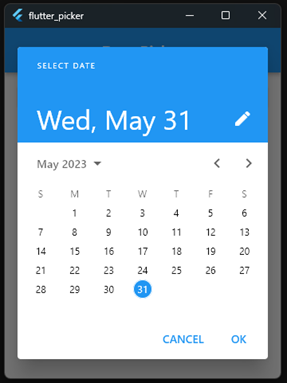 flutter_picker
SELECT DATE
Wed, May 31
May 2023
S M T W T F S
1 2 3 4 5 6
7 8 9 10 11 12 13
14 15 16 17 18 19 20
21 22 23 24 25 26 27
28 29 30 31
CANCEL OK